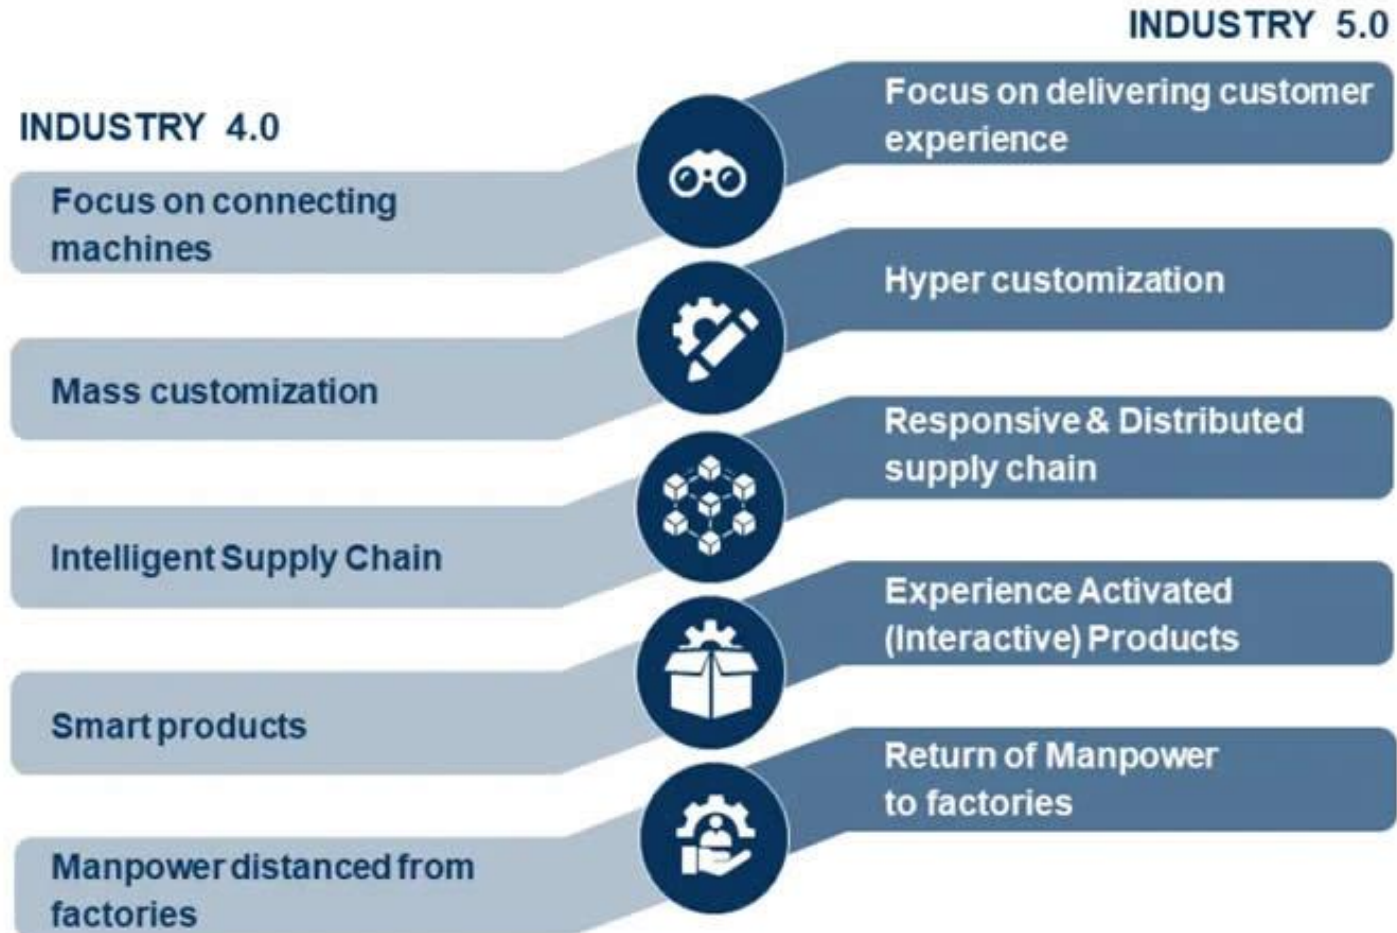 INDUSTRY 5.0
INDUSTRY 4.0
Focus on connecting
machines
Focus on delivering customer
experience
Mass customization
Hyper customization
Intelligent Supply Chain
Responsive & Distributed
supply chain
Smart products
Experience Activated
(Interactive) Products
Manpower distanced from
factories
Return of Manpower
to factories